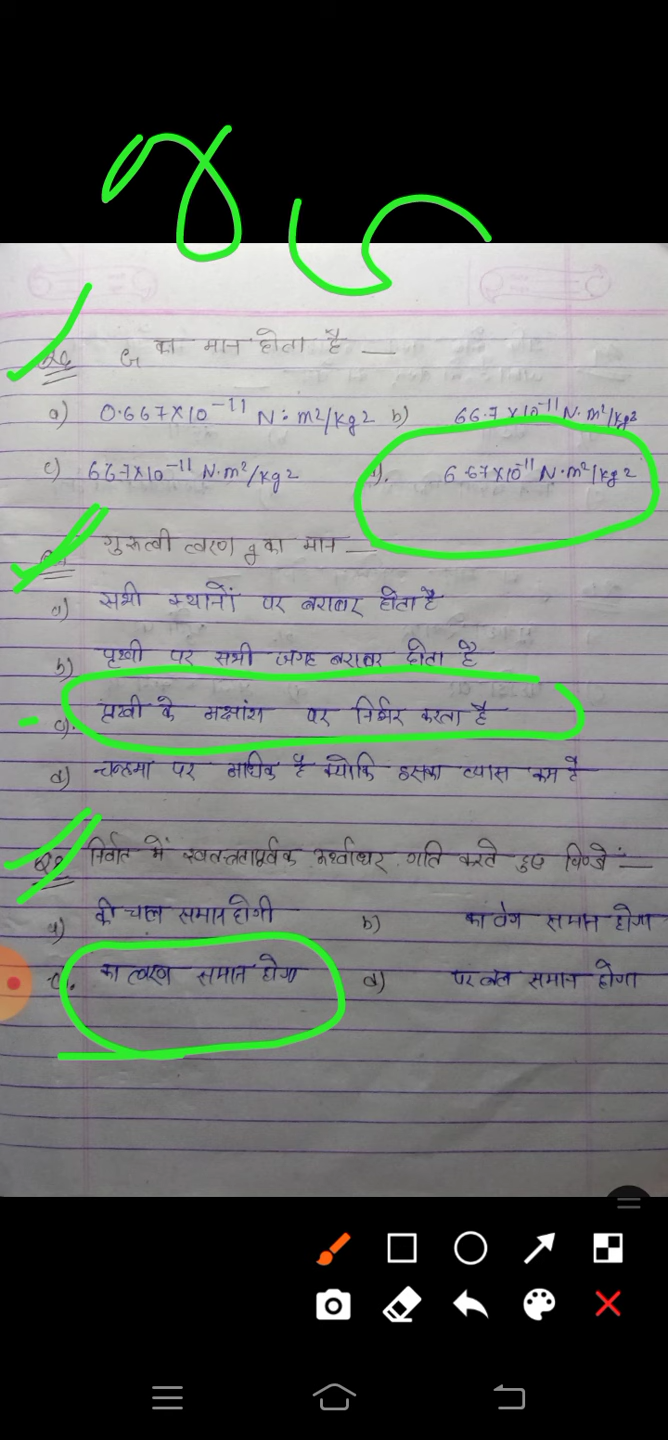 G का मान होता है —
a) 0.667×10⁻¹¹ N·m²/kg² b) 66.7×10⁻¹¹ N·m²/kg²
c) 667×10⁻¹¹ N·m²/kg² d). 6.67×10⁻¹¹ N·m²/kg²
गुरूत्वी त्वरण g का मान —
a) सभी स्थानों पर बराबर होता है
b) पृथ्वी पर सभी जगह बराबर होता है
c). पृथ्वी के अक्षांश पर निर्भर करता है
d) चन्द्रमा पर अधिक है क्योकि इसका व्यास कम है
निर्वात में स्वतन्त्रतापूर्वक ऊर्ध्वाधर गति करते हुए पिण्डों :—
a) की चाल समान होगी b) का वेग समान होगा
c). का त्वरण समान होगा d) पर बल समान होगा